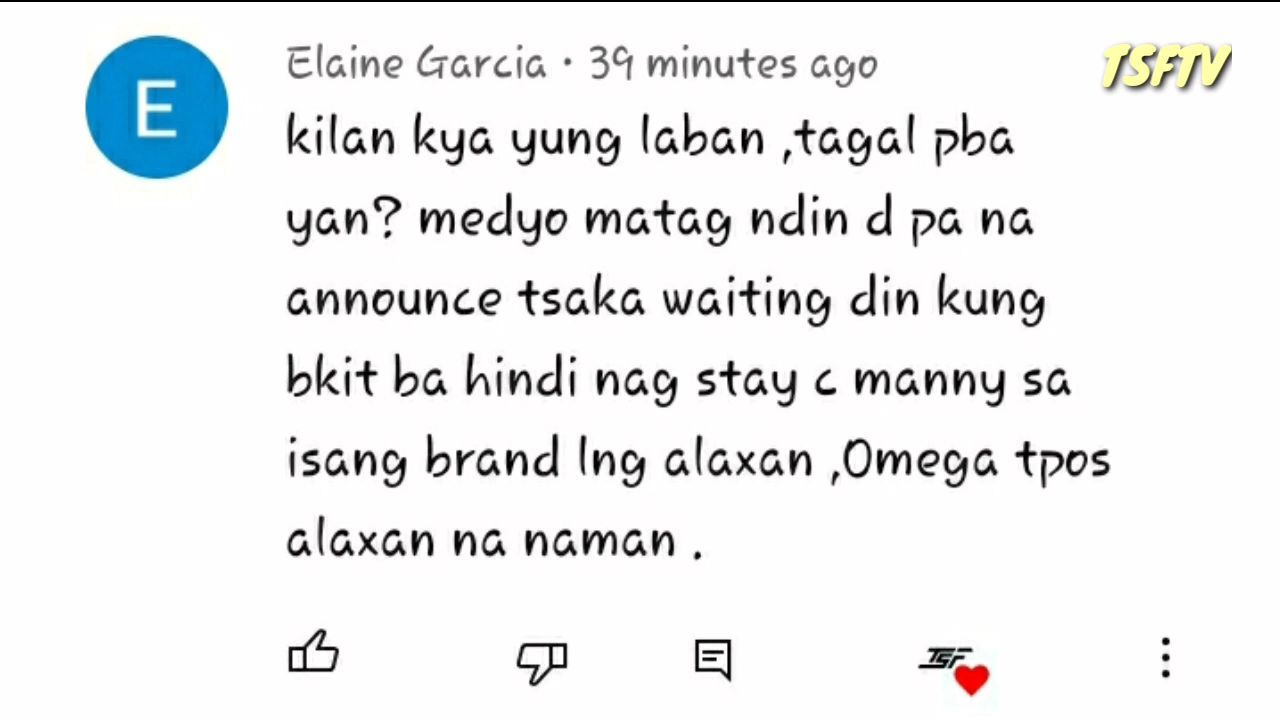 Elaine Garcia • 39 minutes ago
TSFTV
E
kilan kya yung laban ,tagal pba
yan? medyo matag ndin d pa na
announce tsaka waiting din kung
bkit ba hindi nag stay c manny sa
isang brand lng alaxan ,Omega tpos
alaxan na naman .
TSF